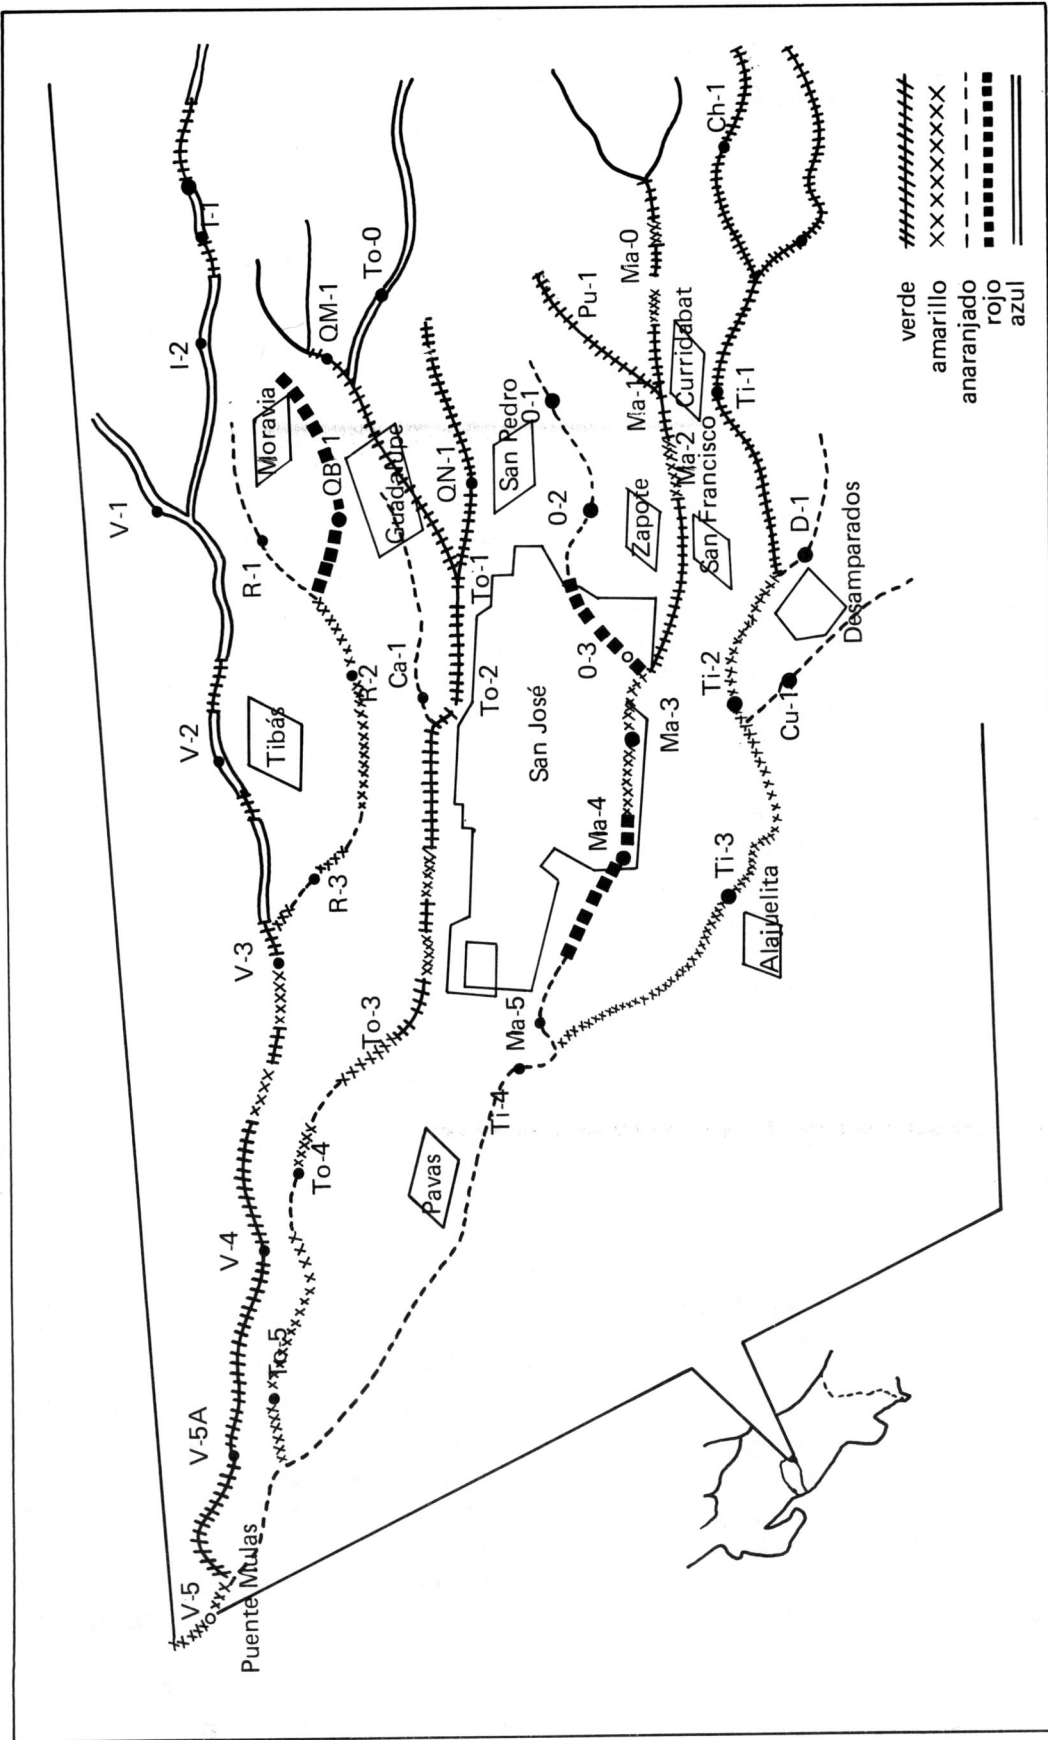 V-5
V-5A
V-4
V-3
V-2
V-1
I-2
I-1
Puente Mulas
To-5
To-4
To-3
To-2
To-1
To-0
R-3
R-2
R-1
QB-1
QM-1
QN-1
Ca-1
Tibás
Moravia
Guadalupe
San Pedro
San José
Pavas
Zapote
Curridabat
San Francisco
Desamparados
Alajuelita
O-1
O-2
O-3
Ti-4
Ti-3
Ti-2
Ti-1
Ma-5
Ma-4
Ma-3
Ma-2
Ma-1
Ma-0
Pu-1
Ch-1
D-1
Cu-1
verde
amarillo
anaranjado
rojo
azul